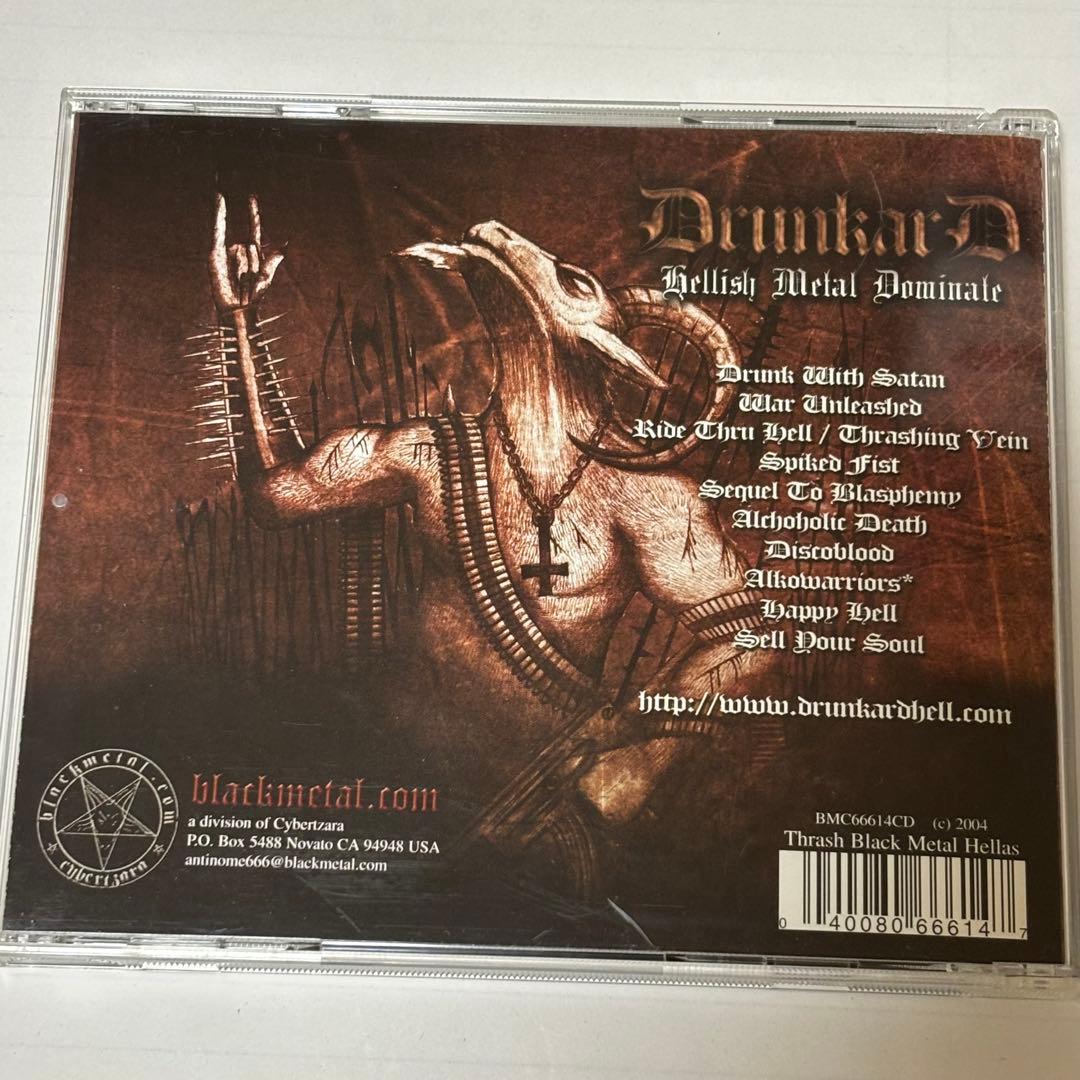 DrunkarD
Hellish Metal Dominate
Drunk With Satan
War Unleashed
Ride Thru Hell / Thrashing Vein
Spiked Fist
Sequel To Blasphemy
Alchoholic Death
Discoblood
Alkowarriors*
Happy Hell
Sell Your Soul
http://www.drunkardhell.com
blackmetal.com
cybertzara
blackmetal.com
a division of Cybertzara
P.O. Box 5488 Novato CA 94948 USA
antinome666@blackmetal.com
BMC66614CD (c) 2004
Thrash Black Metal Hellas
0 40080 66614 7